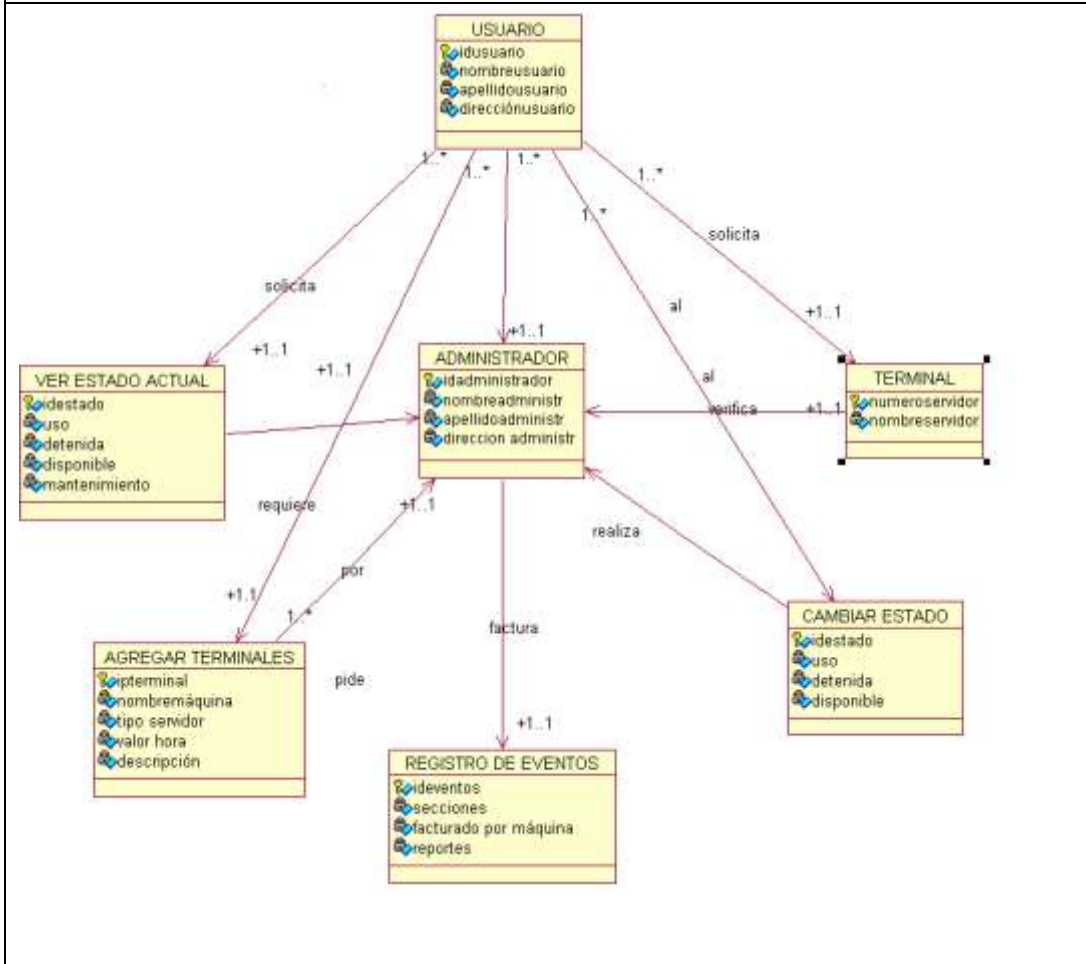 USUARIO
idusuario
nombreusuario
apellidousuario
direcciónusuario
1..*
1..*
1..*
1..*
1..*
solicita
solicita
al
+1..1
+1..1
+1..1
+1..1
ADMINISTRADOR
idadministrador
nombreadministr
apellidoadministr
direccion administr
VER ESTADO ACTUAL
idestado
uso
detenida
disponible
mantenimiento
TERMINAL
numeroservidor
nombreservidor
al
verifica
+1..1
requiere
+1..1
realiza
por
+1..1
1..*
factura
pide
+1..1
AGREGAR TERMINALES
ipterminal
nombremáquina
tipo servidor
valor hora
descripción
CAMBIAR ESTADO
idestado
uso
detenida
disponible
REGISTRO DE EVENTOS
ideventos
secciones
facturado por máquina
reportes